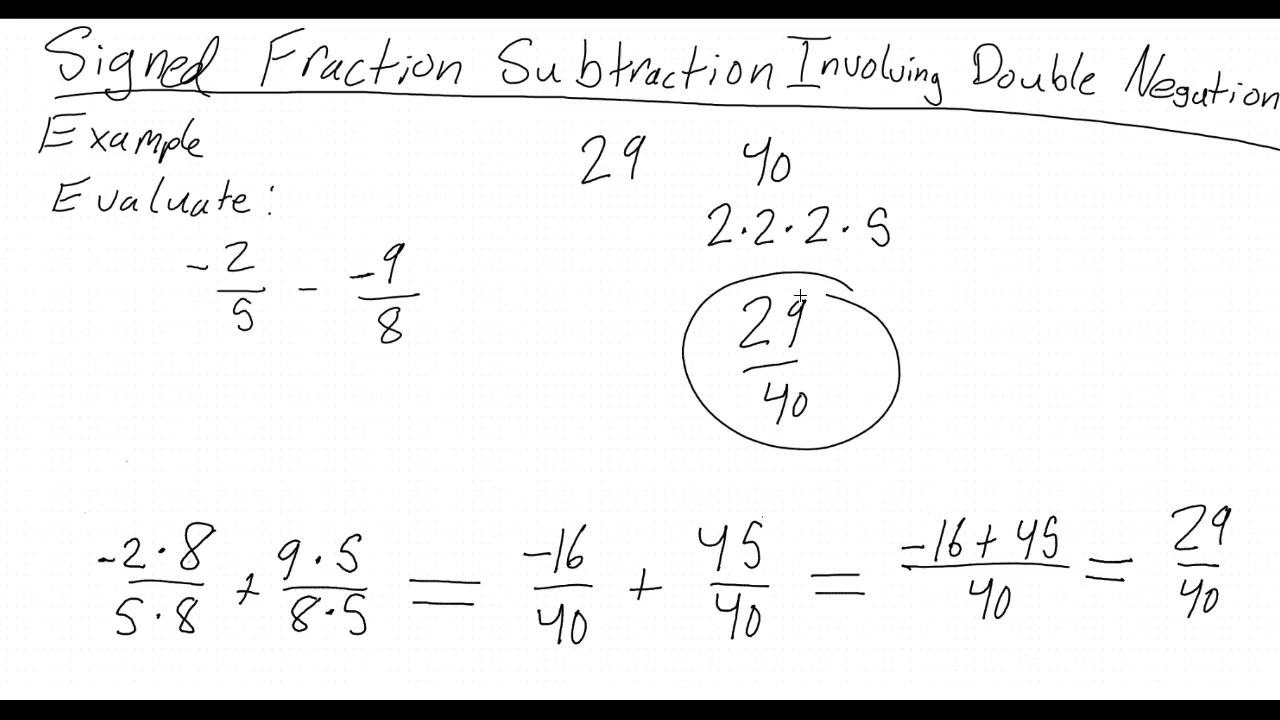 Signed Fraction Subtraction Involving Double Negation
Example
Evaluate:
-2/5 - -9/8
29 40
2·2·2·5
29/40
-2·8/5·8 + 9·5/8·5 = -16/40 + 45/40 = -16+45/40 = 29/40